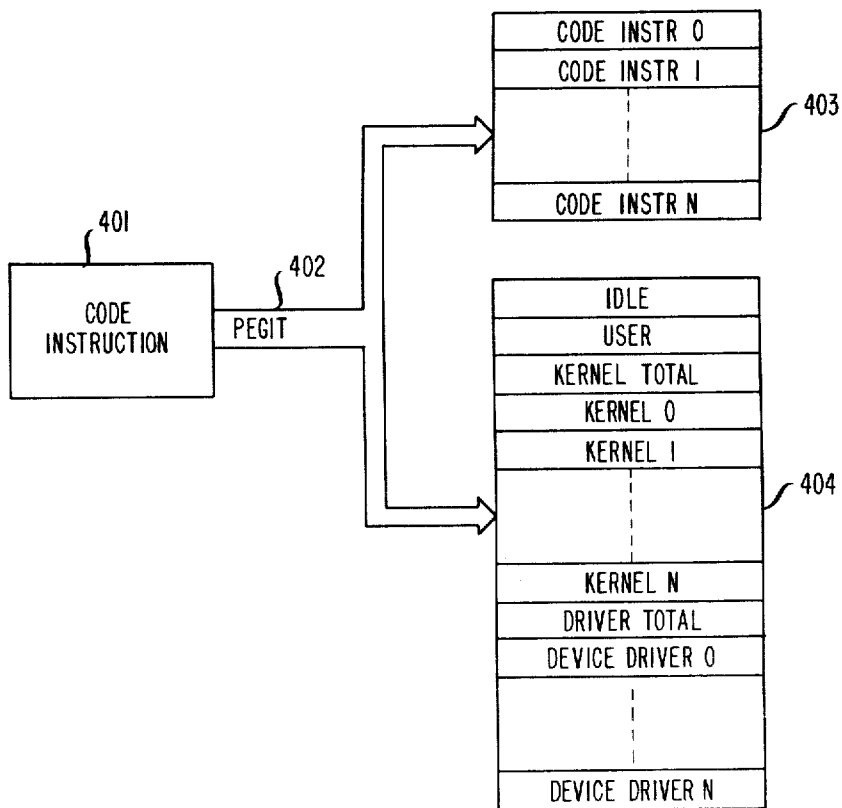 CODE INSTR 0
CODE INSTR 1
403
CODE INSTR N
401
CODE
INSTRUCTION
402
PEGIT
IDLE
USER
KERNEL TOTAL
KERNEL 0
KERNEL 1
404
KERNEL N
DRIVER TOTAL
DEVICE DRIVER 0
DEVICE DRIVER N